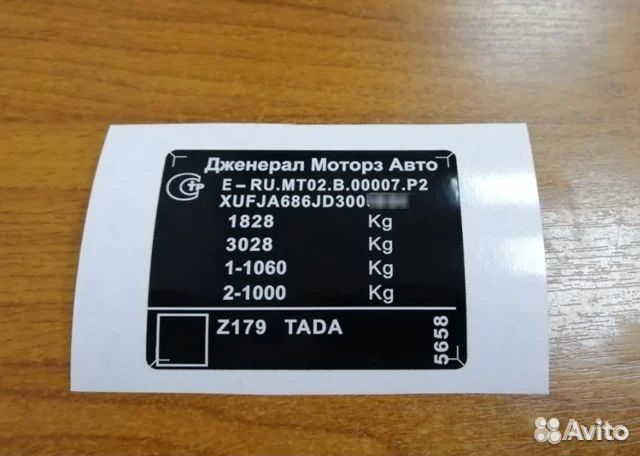 Дженерал Моторз Авто
E-RU.MT02.B.00007.P2
XUFJA686JD300
1828 Kg
3028 Kg
1-1060 Kg
2-1000 Kg
Z179 TADA
5658
Avito